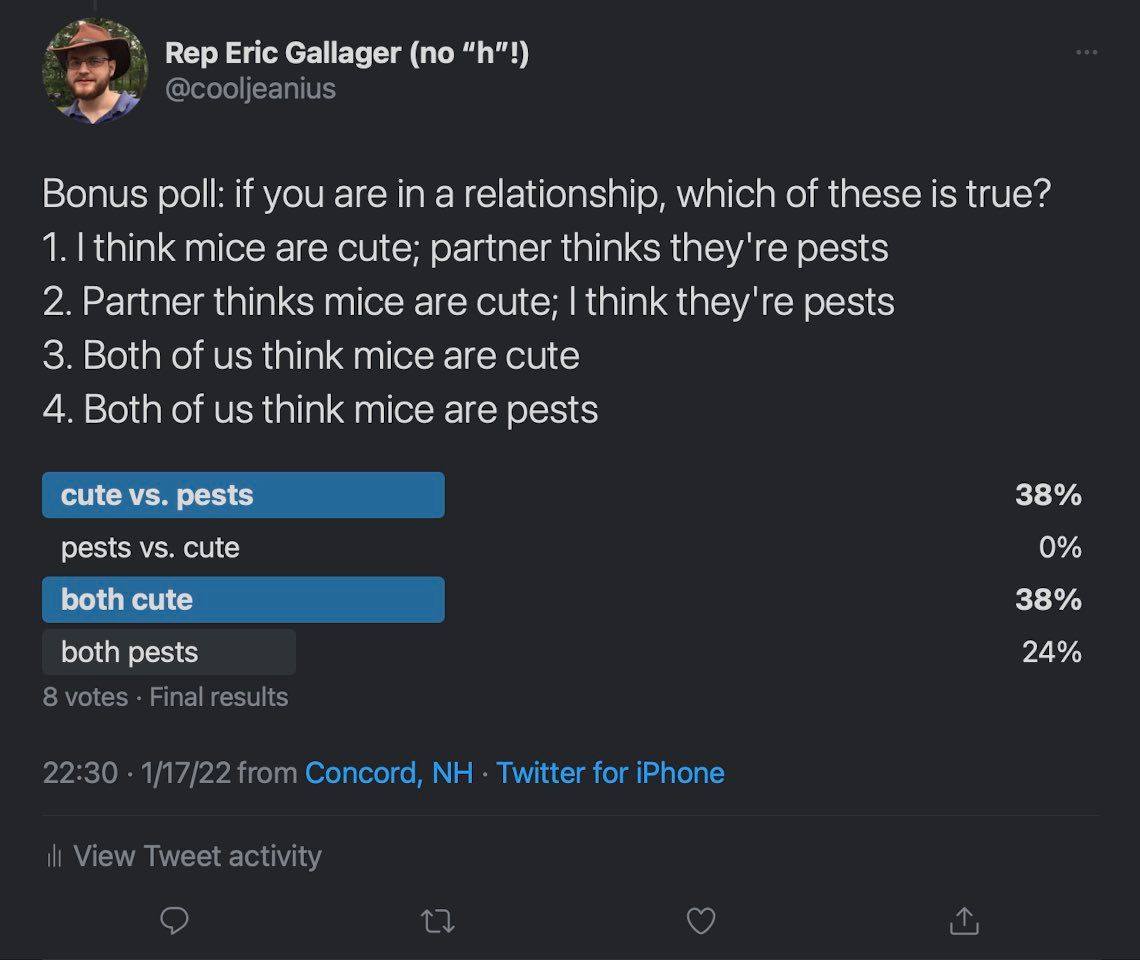 Rep Eric Gallager (no “h”!)
@cooljeanius
Bonus poll: if you are in a relationship, which of these is true?
1. I think mice are cute; partner thinks they're pests
2. Partner thinks mice are cute; I think they're pests
3. Both of us think mice are cute
4. Both of us think mice are pests
cute vs. pests 38%
pests vs. cute 0%
both cute 38%
both pests 24%
8 votes · Final results
22:30 · 1/17/22 from Concord, NH · Twitter for iPhone
View Tweet activity